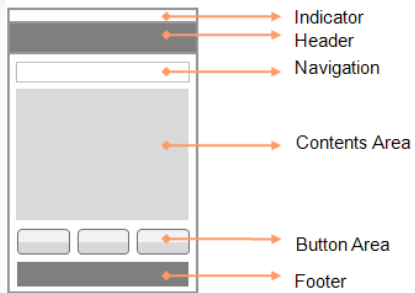 Indicator
Header
Navigation
Contents Area
Button Area
Footer